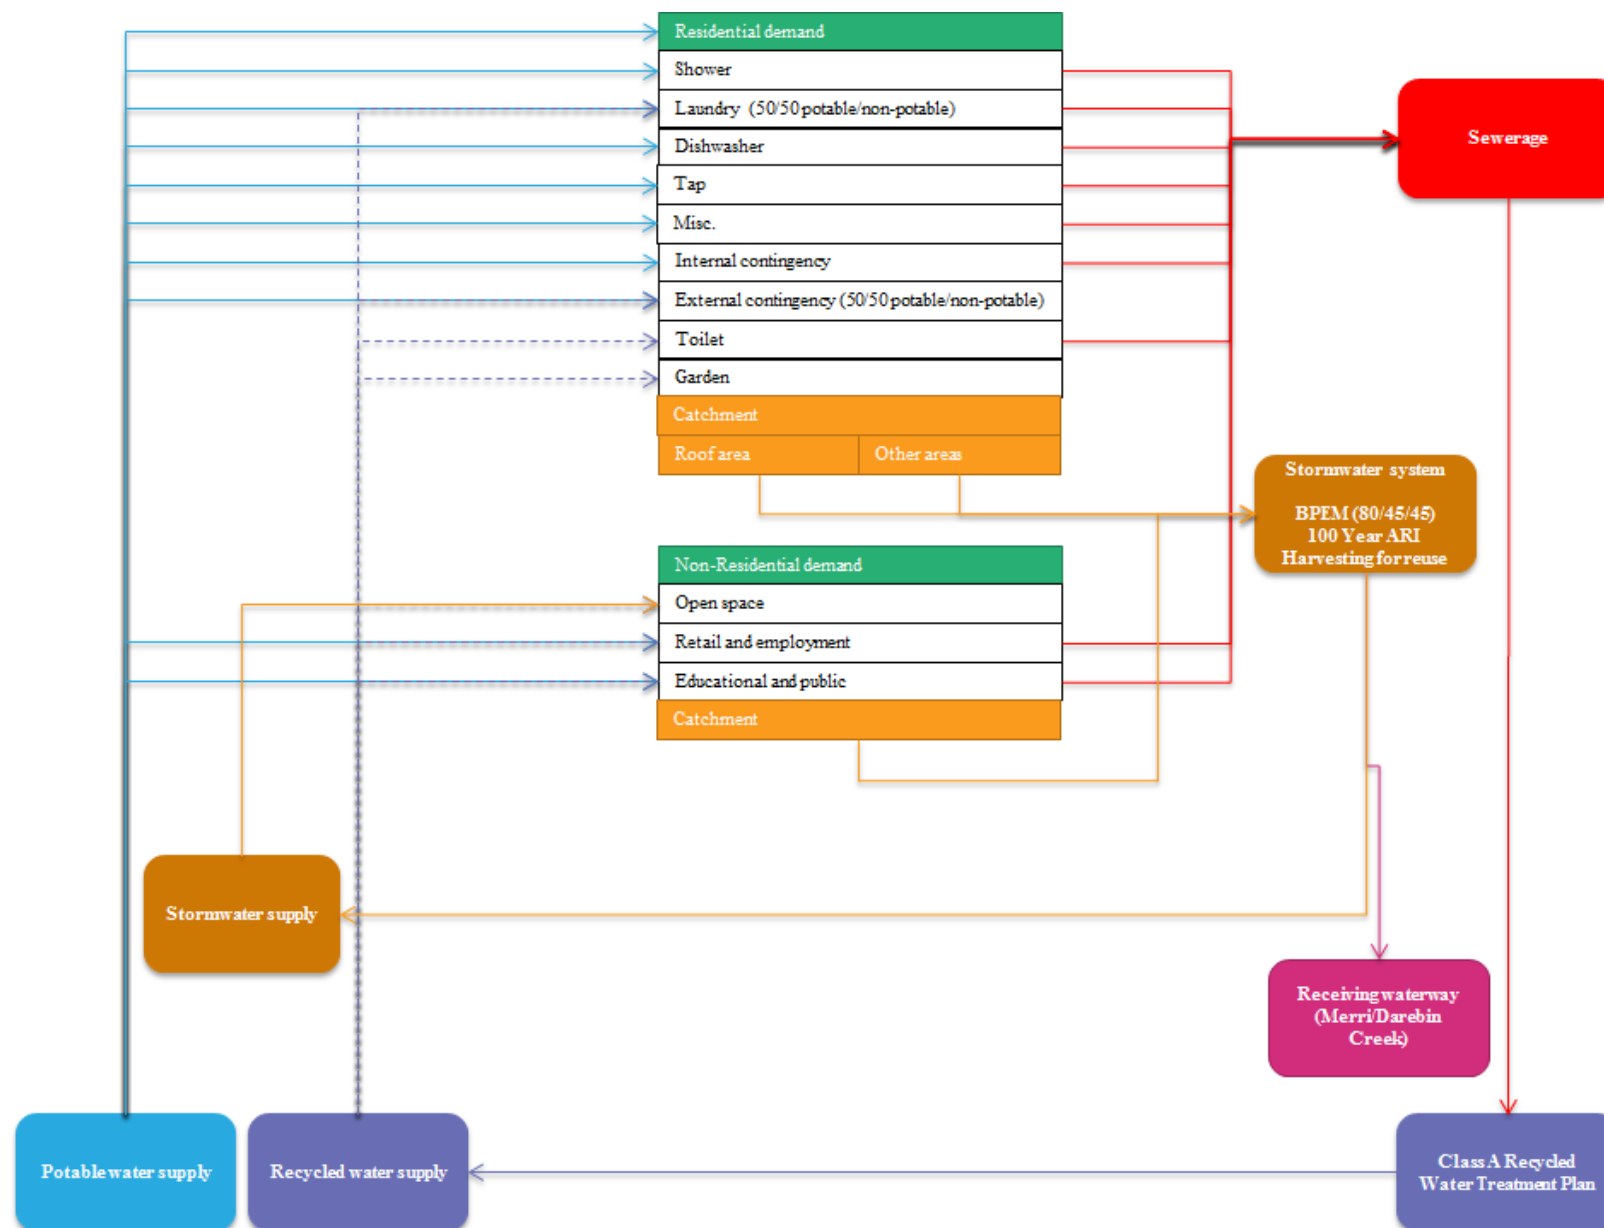 Residential demand
Shower
Laundry (50/50 potable/non-potable)
Dishwasher
Tap
Misc.
Internal contingency
External contingency (50/50 potable/non-potable)
Toilet
Garden
Catchment
Roof area
Other areas
Sewerage
Stormwater system
BPEM (80/45/45)
100 Year ARI
Harvesting for reuse
Non-Residential demand
Open space
Retail and employment
Educational and public
Catchment
Stormwater supply
Receiving waterway
(Merri/Darebin
Creek)
Potable water supply
Recycled water supply
Class A Recycled
Water Treatment Plan